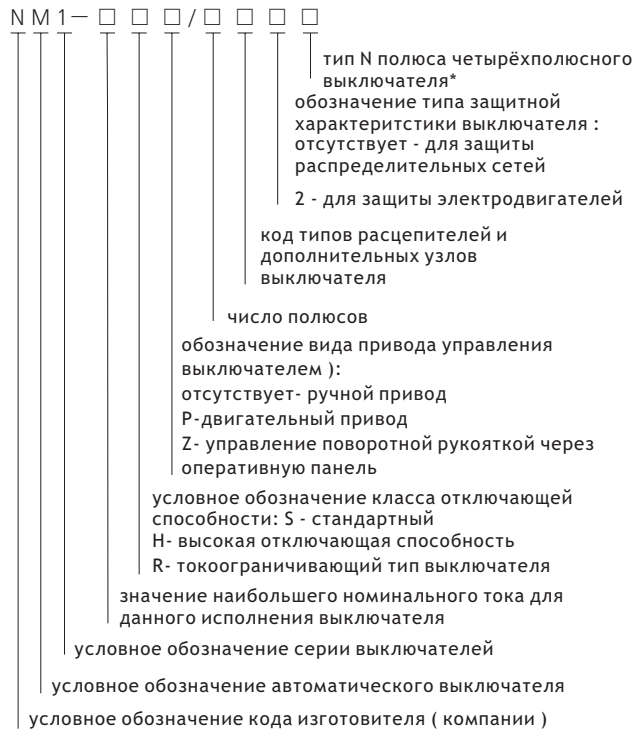 NM1-□□□/□□□□
тип N полюса четырёхполюсного
выключателя*
обозначение типа защитной
характеритстики выключателя :
отсутствует - для защиты
распределительных сетей
2 - для защиты электродвигателей
код типов расцепителей и
дополнительных узлов
выключателя
число полюсов
обозначение вида привода управления
выключателем ):
отсутствует- ручной привод
Р-двигательный привод
Z- управление поворотной рукояткой через
оперативную панель
условное обозначение класса отключающей
способности: S - стандартный
Н- высокая отключающая способность
R- токоограничивающий тип выключателя
значение наибольшего номинального тока для
данного исполнения выключателя
условное обозначение серии выключателей
условное обозначение автоматического выключателя
условное обозначение кода изготовителя ( компании )